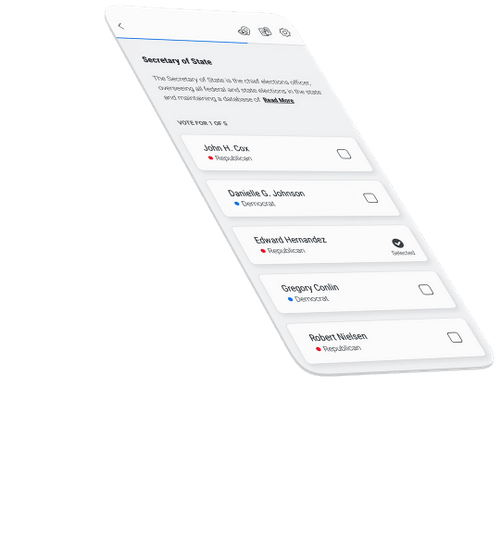 Secretary of State
The Secretary of State is the chief elections officer,
overseeing all federal and state elections in the state
and maintaining a database of Read More
VOTE FOR 1 OF 5
John H. Cox
Republican
Danielle G. Johnson
Democrat
Edward Hernandez
Republican
Selected
Gregory Conlin
Democrat
Robert Nielsen
Republican